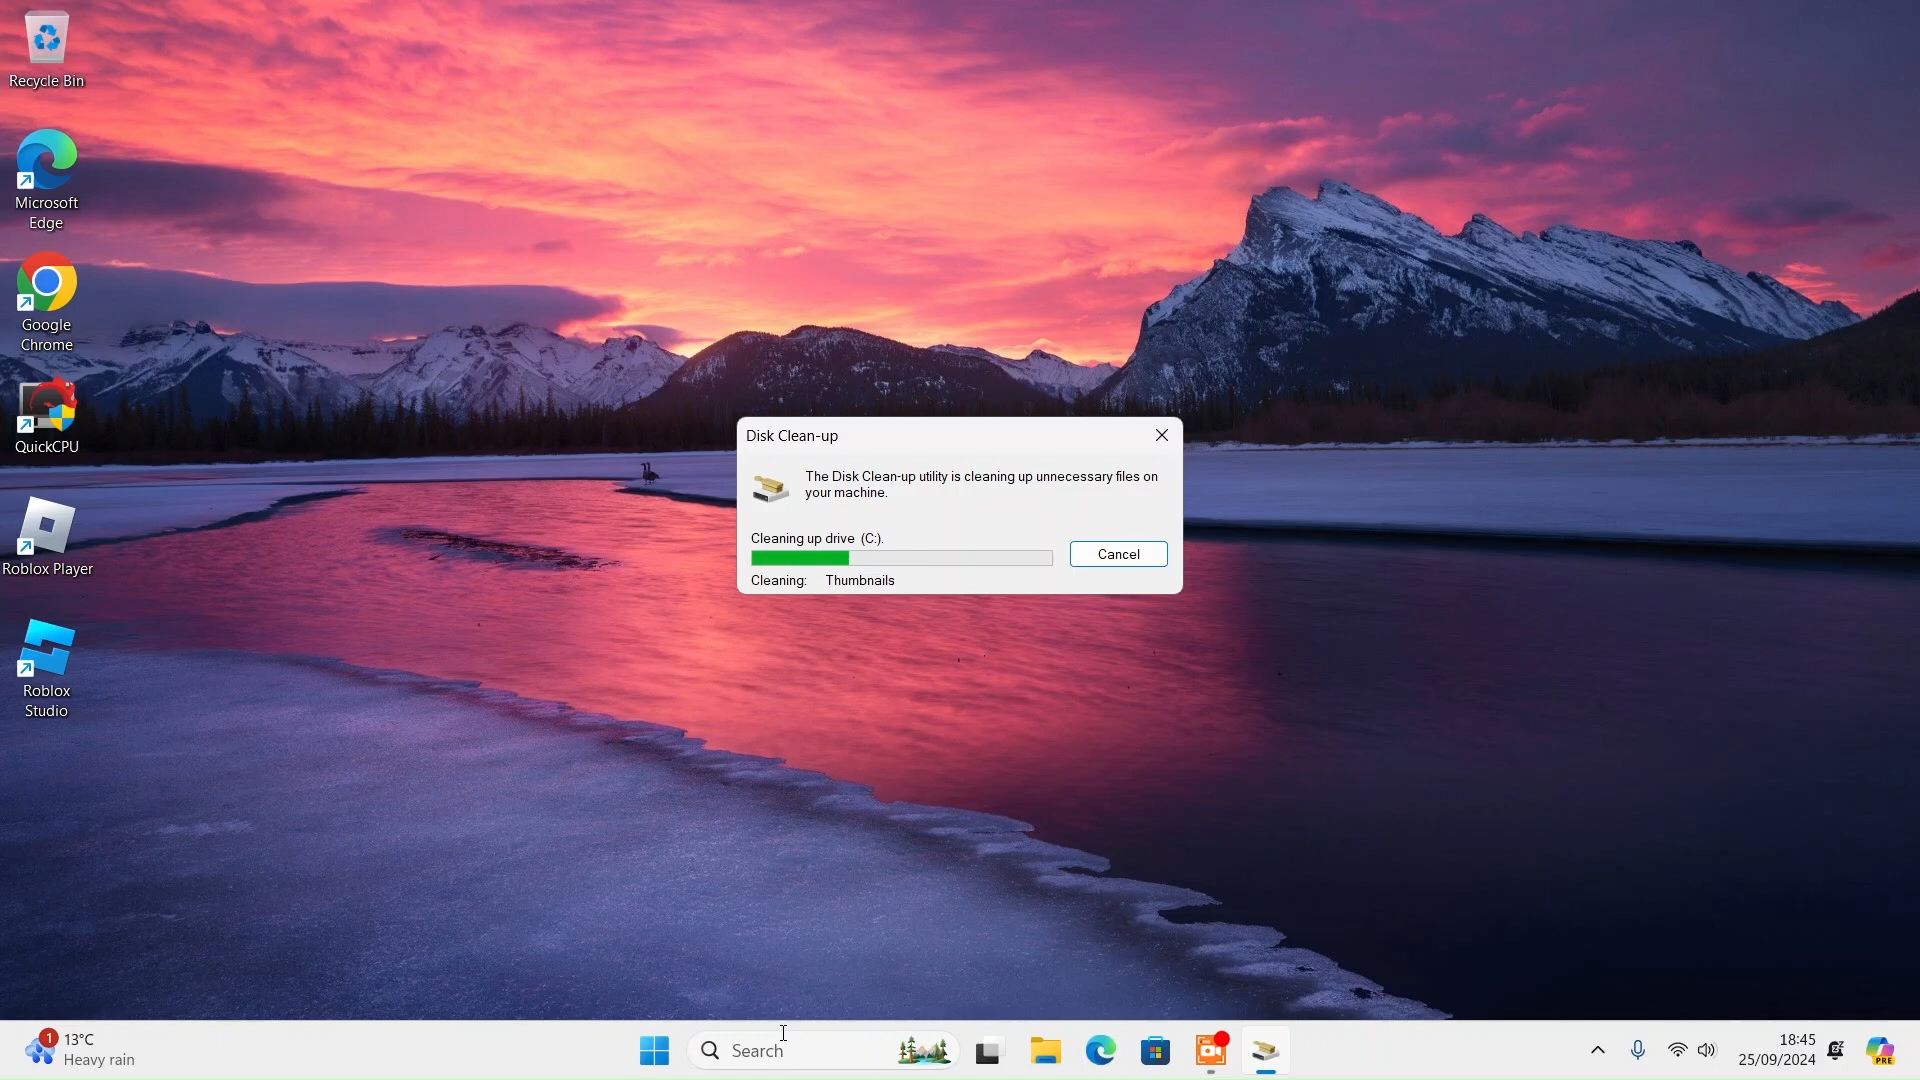 Recycle Bin
Microsoft
Edge
Google
Chrome
QuickCPU
Roblox Player
Roblox
Studio
Disk Clean-up
The Disk Clean-up utility is cleaning up unnecessary files on
your machine.
Cleaning up drive (C:).
Cancel
Cleaning: Thumbnails
1
13°C
Heavy rain
Search
18:45
25/09/2024
PRE